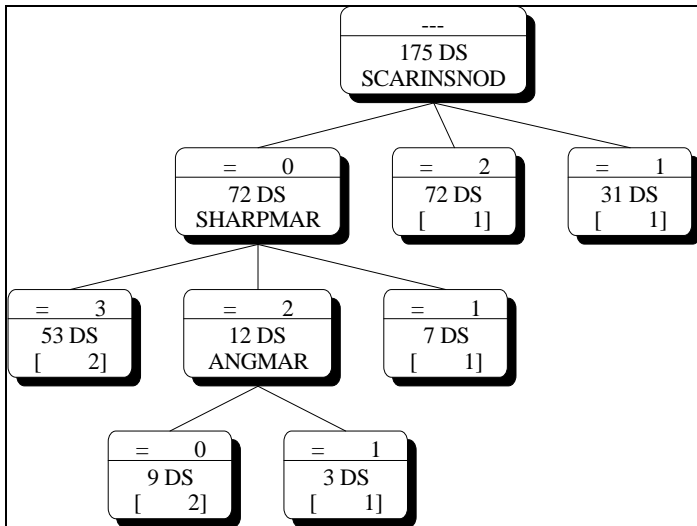 ---
175 DS
SCARINSNOD
= 0
72 DS
SHARPMAR
= 2
72 DS
[ 1]
= 1
31 DS
[ 1]
= 3
53 DS
[ 2]
= 2
12 DS
ANGMAR
= 1
7 DS
[ 1]
= 0
9 DS
[ 2]
= 1
3 DS
[ 1]